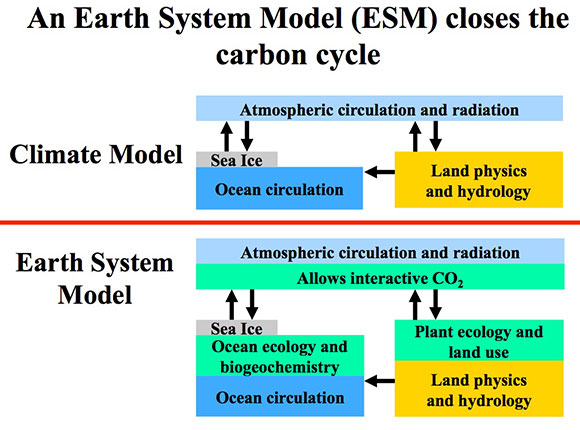 An Earth System Model (ESM) closes the
carbon cycle
Climate Model
Atmospheric circulation and radiation
Sea Ice
Ocean circulation
Land physics
and hydrology
Earth System
Model
Atmospheric circulation and radiation
Allows interactive CO₂
Sea Ice
Ocean ecology and
biogeochemistry
Ocean circulation
Plant ecology and
land use
Land physics
and hydrology